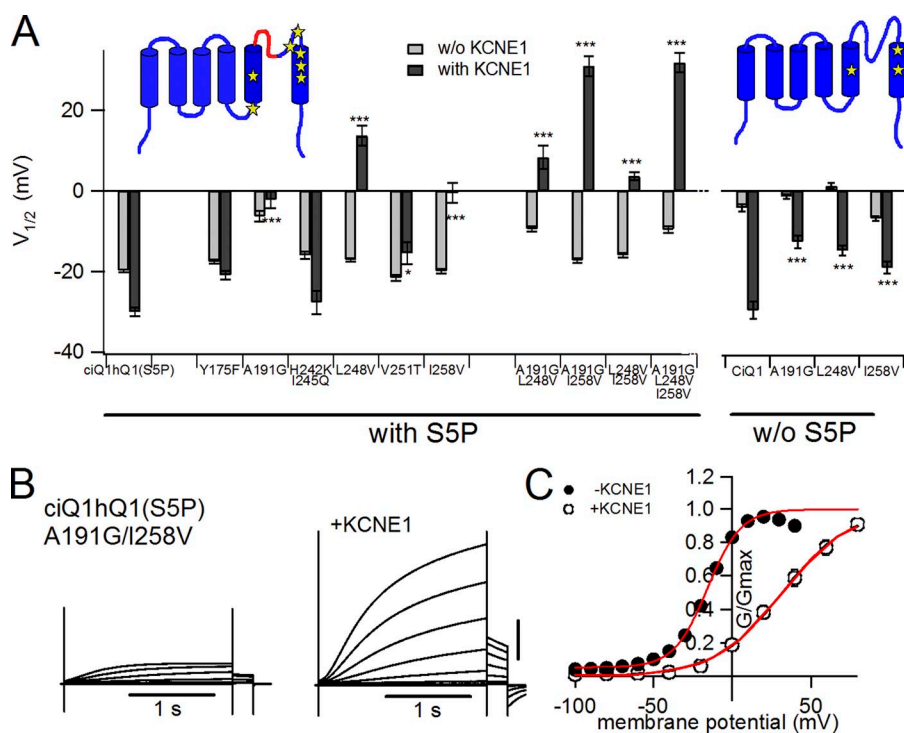 A
w/o KCNE1
with KCNE1
***
***
***
***
***
***
*
***
***
***
***
20
0
-20
-40
V1/2 (mV)
ciQ1hQ1(S5P)
Y175F
A191G
H242K
I245Q
L248V
V251T
I258V
A191G
L248V
A191G
I258V
L248V
I258V
A191G
L248V
I258V
CiQ1
A191G
L248V
I258V
with S5P
w/o S5P
B
ciQ1hQ1(S5P)
A191G/I258V
+KCNE1
1 s
1 s
C
-KCNE1
+KCNE1
1.2
1.0
0.8
0.6
0.4
0.2
G/Gmax
-100
-50
50
membrane potential (mV)